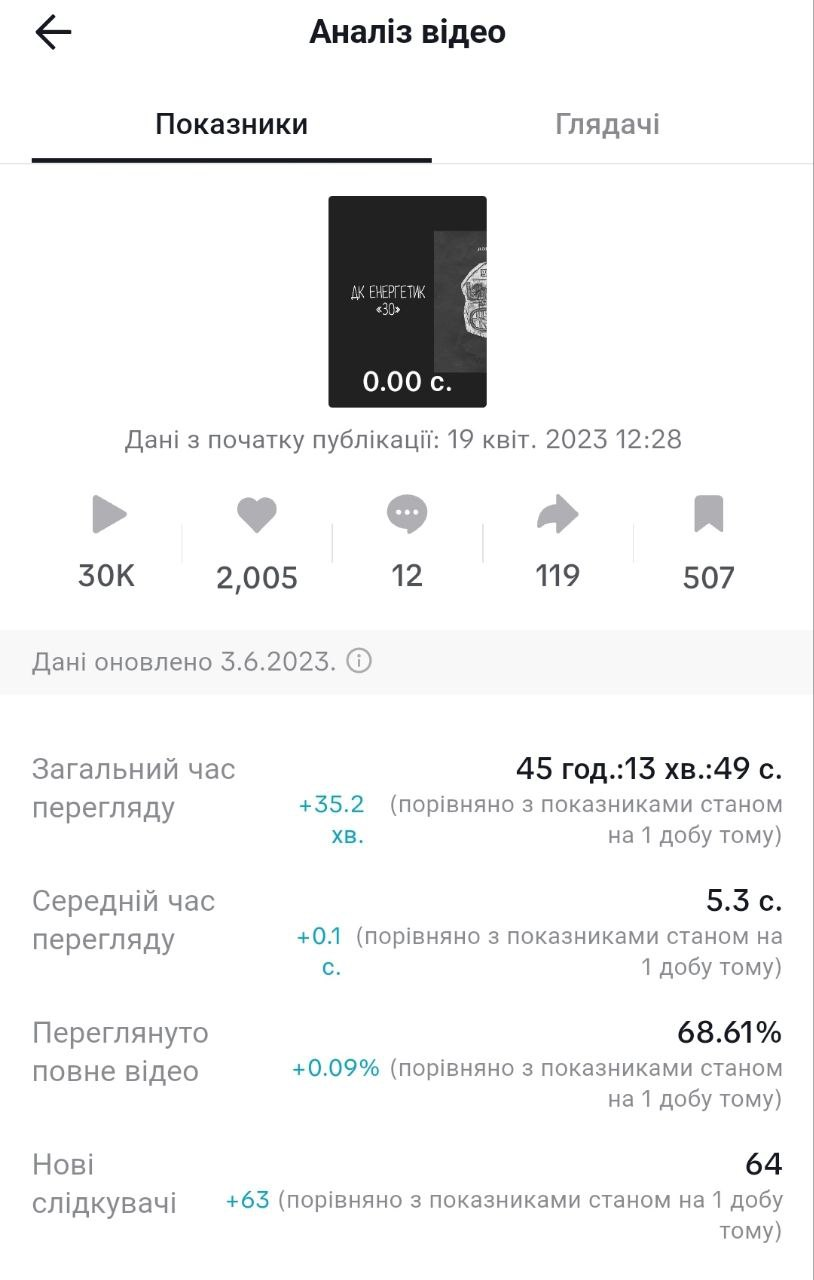 Аналіз відео
Показники
Глядачі
ДК ЕНЕРГЕТИК
«30»
0.00 с.
Дані з початку публікації: 19 квіт. 2023 12:28
30K
2,005
12
119
507
Дані оновлено 3.6.2023.
Загальний час
перегляду
45 год.:13 хв.:49 с.
+35.2
хв.
(порівняно з показниками станом
на 1 добу тому)
Середній час
перегляду
5.3 с.
+0.1
с.
(порівняно з показниками станом на
1 добу тому)
Переглянуто
повне відео
68.61%
+0.09%
(порівняно з показниками станом
на 1 добу тому)
Нові
слідкувачі
64
+63
(порівняно з показниками станом на 1 добу
тому)